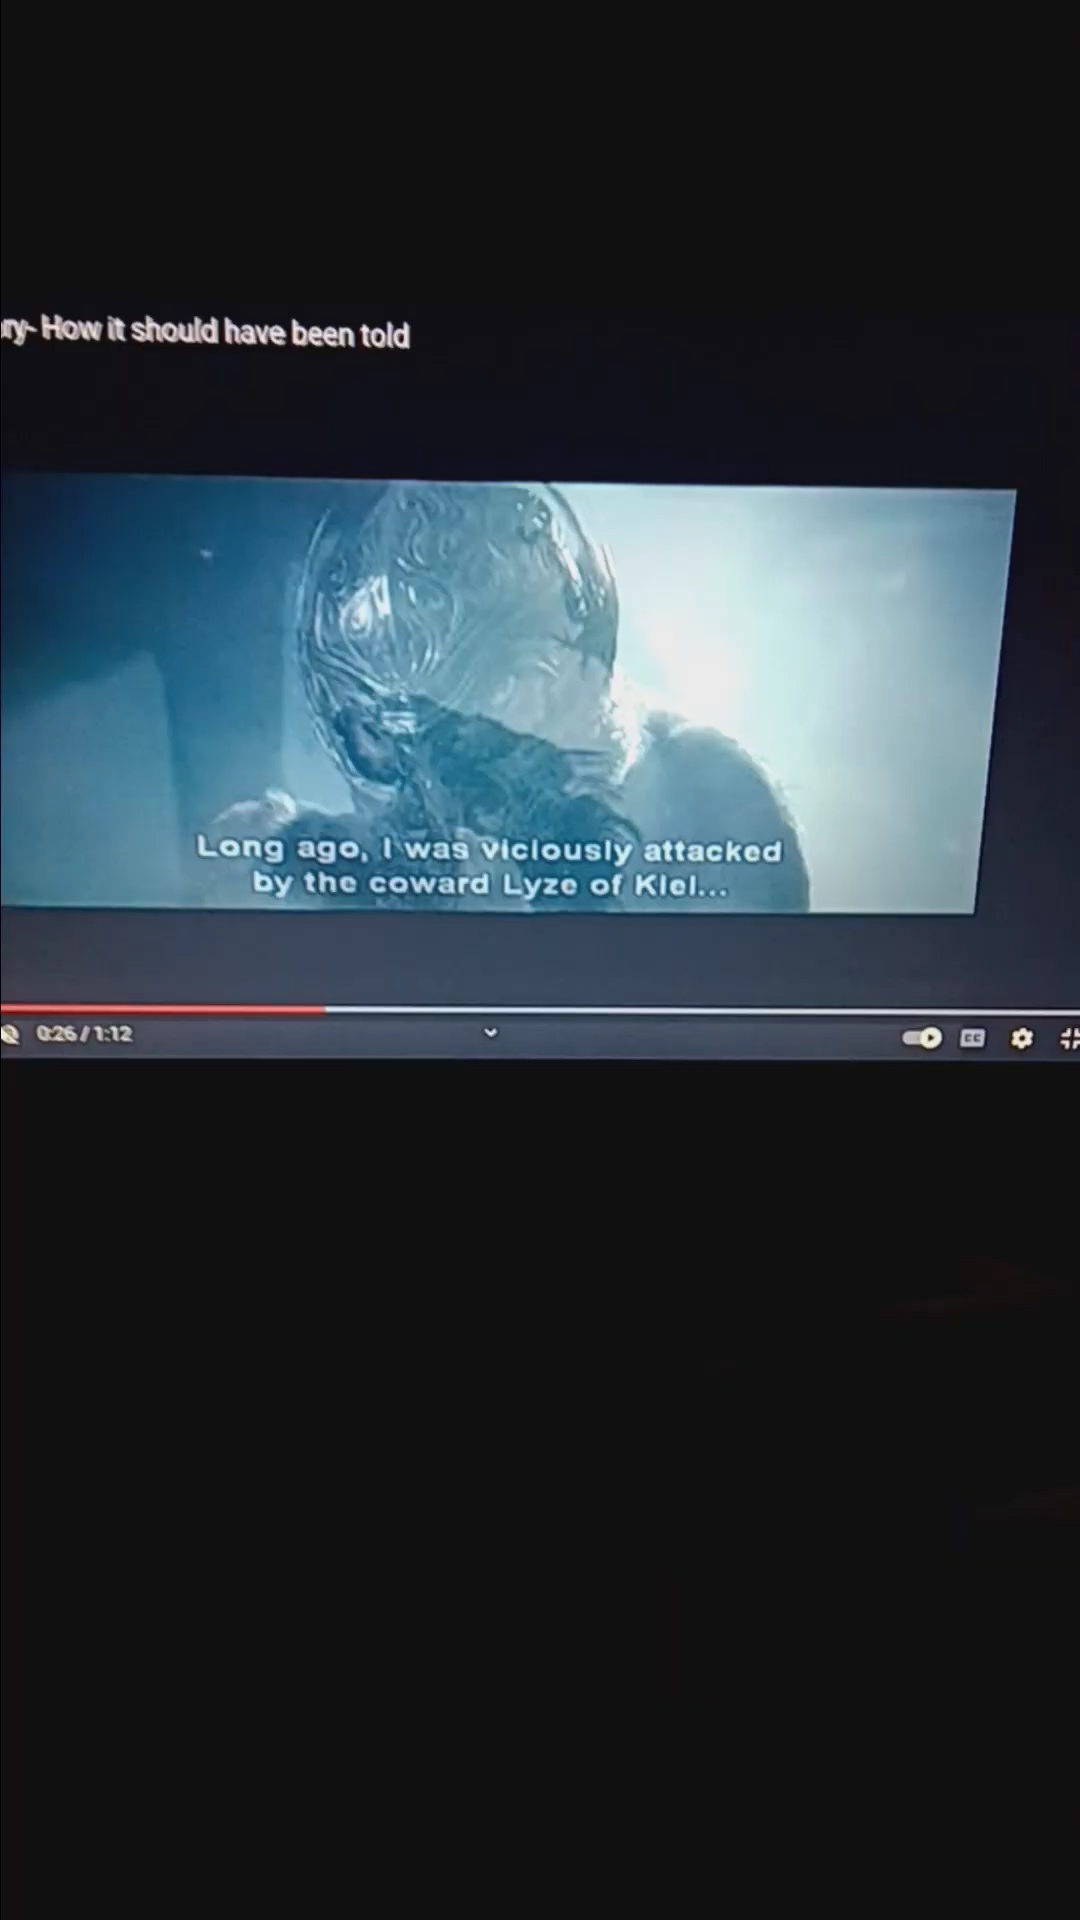 How it should have been told
Long ago, I was viciously attacked
by the coward Lyze of Kiel...
0:26 / 1:12
CC